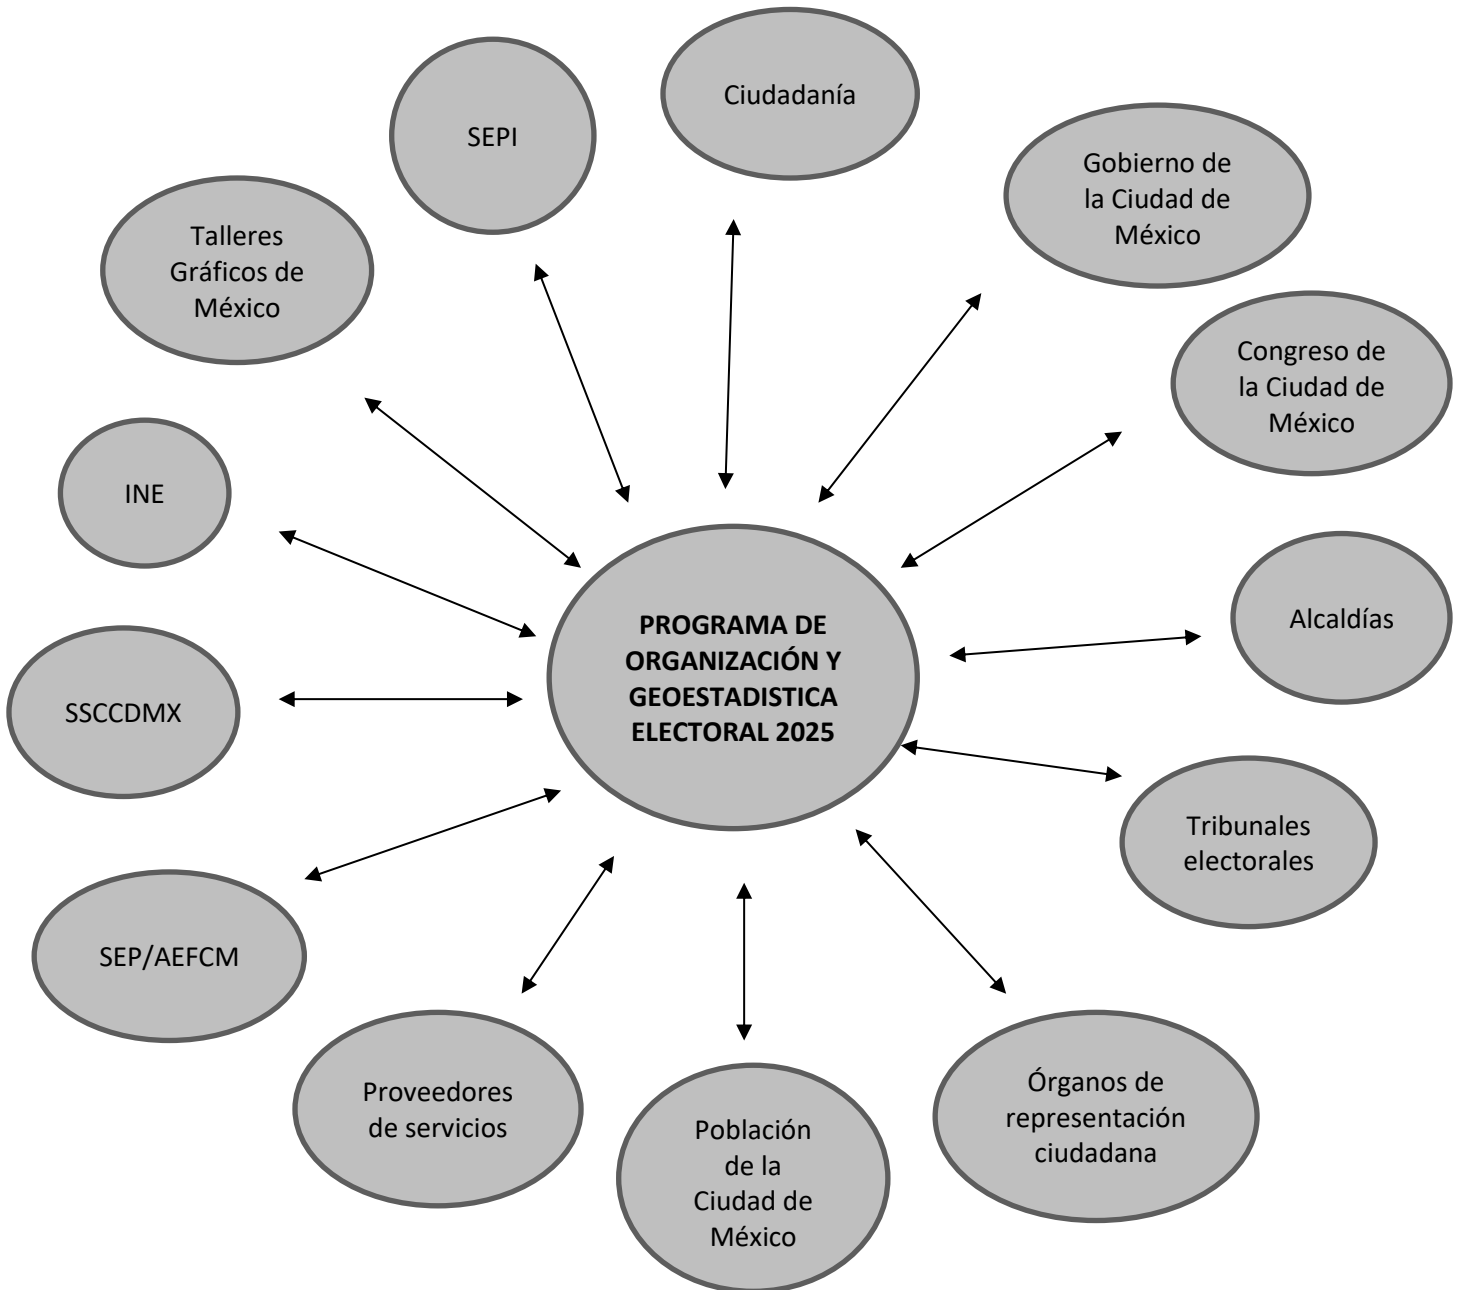 Ciudadanía
SEPI
Gobierno de
la Ciudad de
México
Talleres
Gráficos de
México
Congreso de
la Ciudad de
México
INE
Alcaldías
PROGRAMA DE
ORGANIZACIÓN Y
GEOESTADISTICA
ELECTORAL 2025
SSCCDMX
Tribunales
electorales
SEP/AEFCM
Proveedores
de servicios
Población
de la
Ciudad de
México
Órganos de
representación
ciudadana